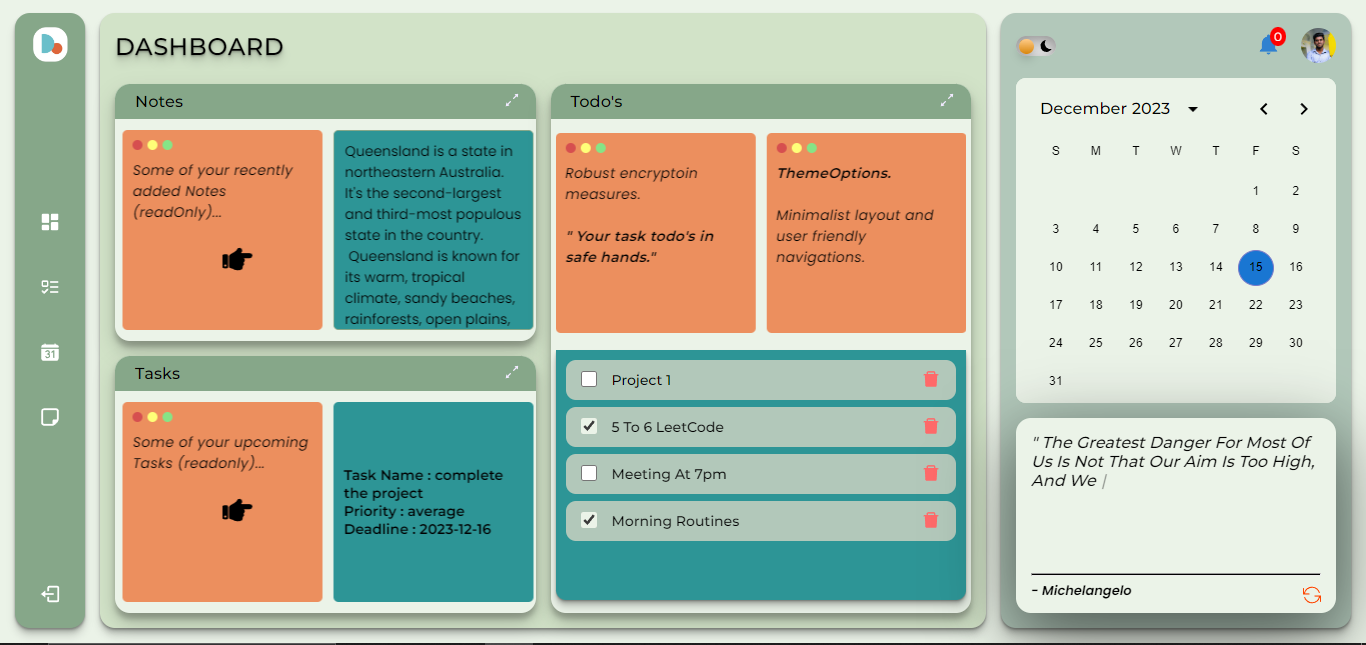 DASHBOARD
Notes
Some of your recently
added Notes
(readOnly)...
Queensland is a state in
northeastern Australia.
It's the second-largest
and third-most populous
state in the country.
Queensland is known for
its warm, tropical
climate, sandy beaches,
rainforests, open plains,
Tasks
Some of your upcoming
Tasks (readonly)...
Task Name : complete
the project
Priority : average
Deadline : 2023-12-16
Todo's
Robust encryptoin
measures.
" Your task todo's in
safe hands."
ThemeOptions.
Minimalist layout and
user friendly
navigations.
Project 1
5 To 6 LeetCode
Meeting At 7pm
Morning Routines
0
December 2023
S M T W T F S
1 2
3 4 5 6 7 8 9
10 11 12 13 14 15 16
17 18 19 20 21 22 23
24 25 26 27 28 29 30
31
" The Greatest Danger For Most Of
Us Is Not That Our Aim Is Too High,
And We |
- Michelangelo
31